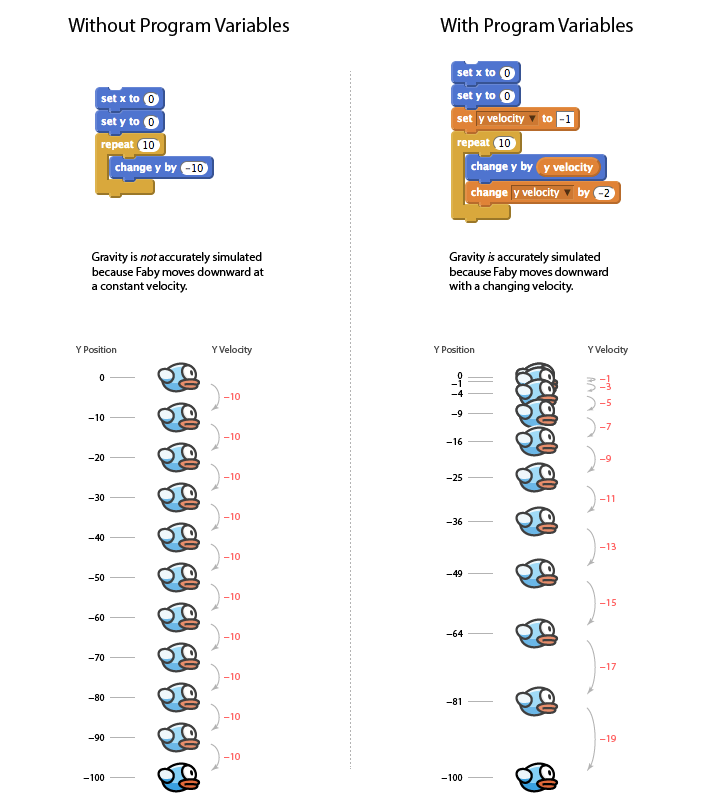 Without Program Variables
set x to 0
set y to 0
repeat 10
change y by -10
Gravity is not accurately simulated
because Faby moves downward at
a constant velocity.
Y Position
Y Velocity
0
-10
-10
-10
-20
-10
-30
-10
-40
-10
-50
-10
-60
-10
-70
-10
-80
-10
-90
-10
-100
With Program Variables
set x to 0
set y to 0
set y velocity to -1
repeat 10
change y by y velocity
change y velocity by -2
Gravity is accurately simulated
because Faby moves downward
with a changing velocity.
Y Position
Y Velocity
0
-1
-1
-3
-4
-5
-9
-7
-16
-9
-25
-11
-36
-13
-49
-15
-64
-17
-81
-19
-100